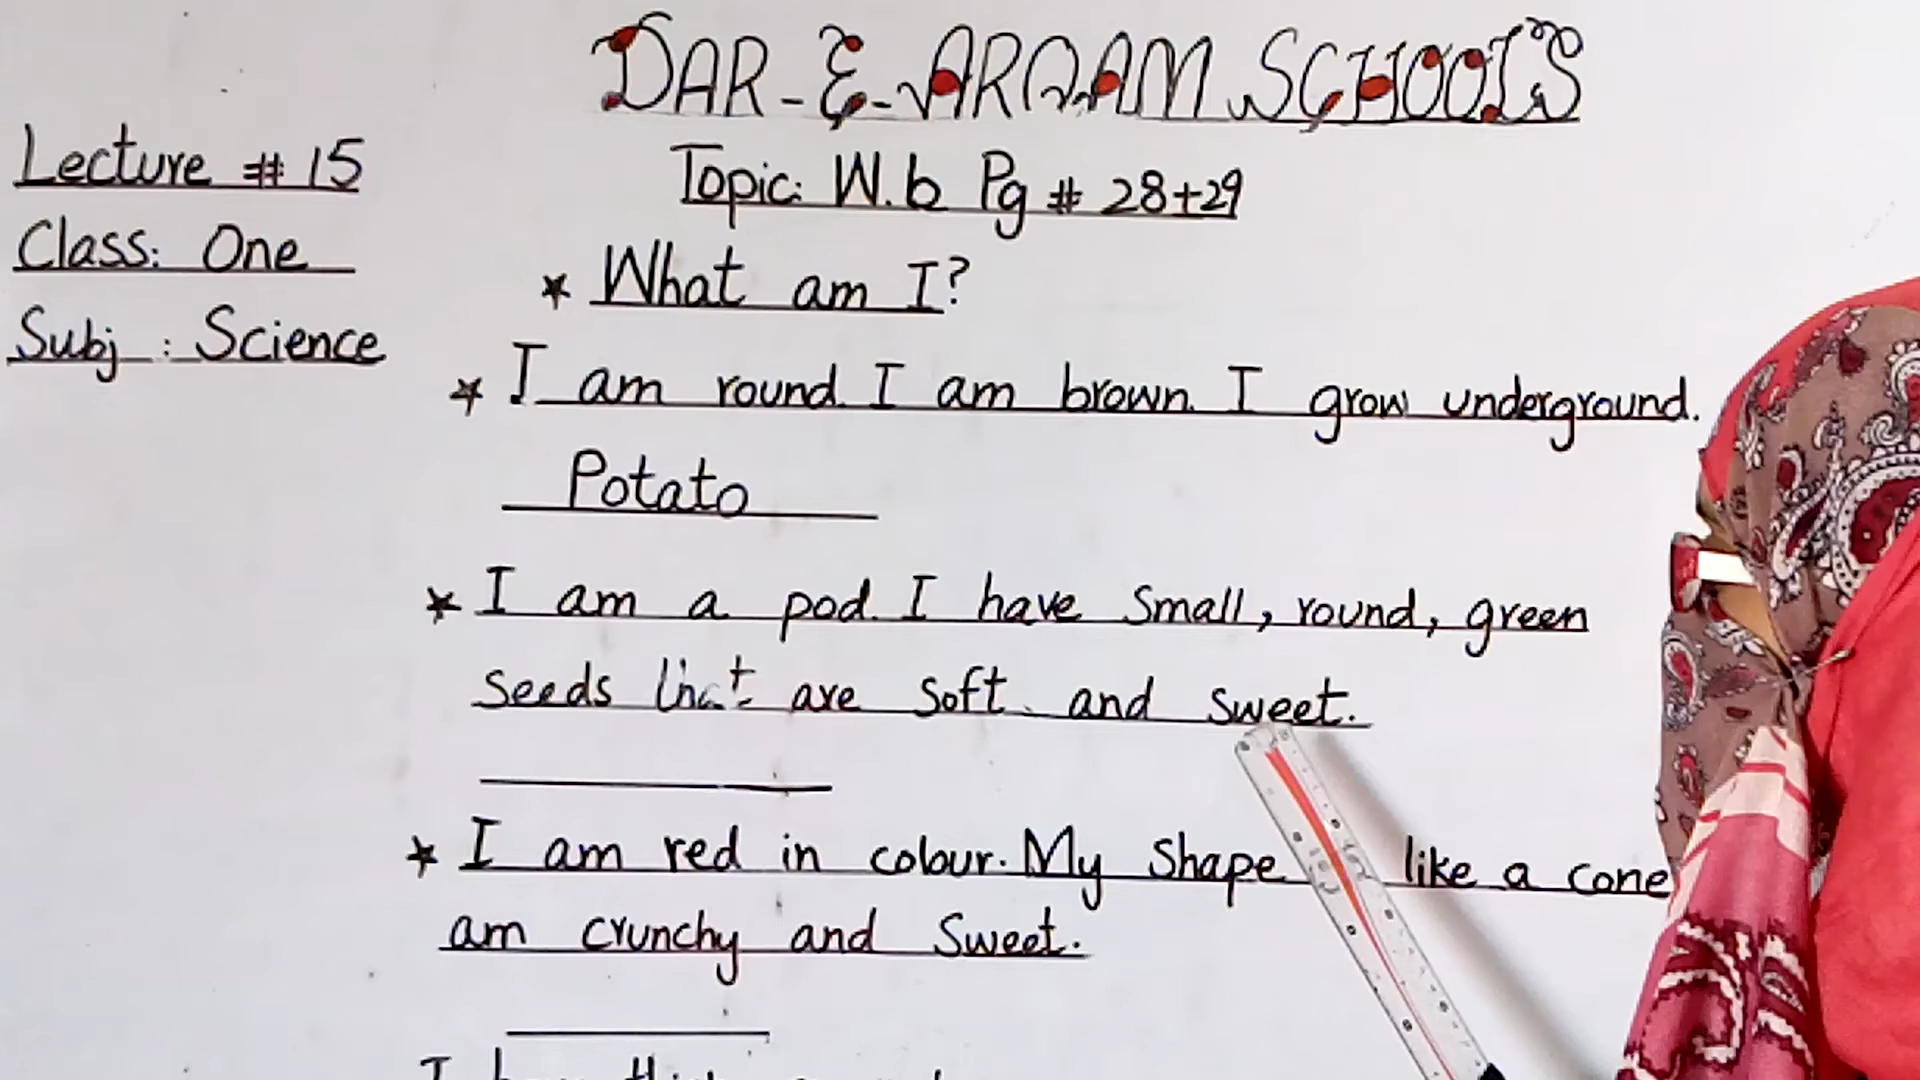 DAR-E-ARQAM SCHOOLS
Lecture # 15
Topic: W.b Pg # 28+29
Class: One
Subj : Science
* What am I?
* I am round. I am brown. I grow underground.
Potato
* I am a pod. I have small, round, green
seeds that are soft and sweet.
* I am red in colour. My shape like a cone
am crunchy and sweet.
I